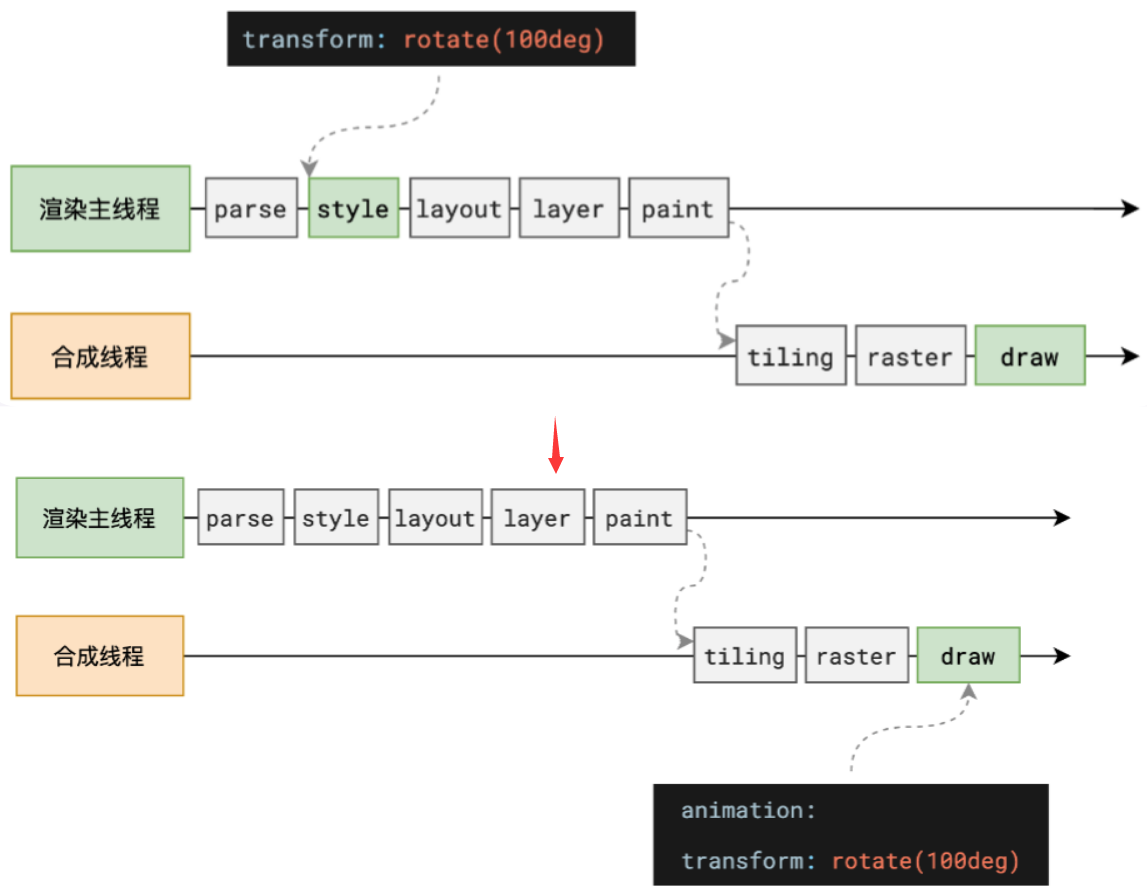 transform: rotate(100deg)
渲染主线程 parse style layout layer paint
合成线程 tiling raster draw
渲染主线程 parse style layout layer paint
合成线程 tiling raster draw
animation:
transform: rotate(100deg)